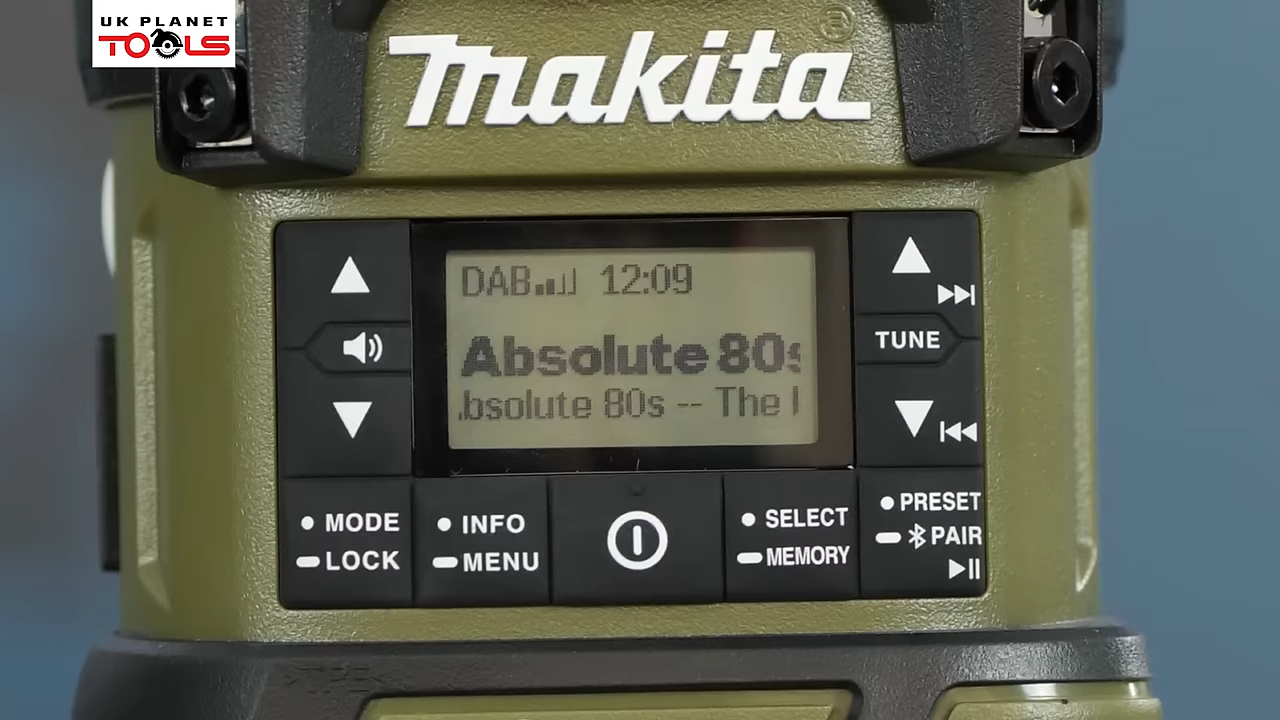 UK PLANET
TOOLS
makita®
DAB 12:09
Absolute 80s
bsolute 80s -- The
TUNE
MODE
LOCK
INFO
MENU
SELECT
MEMORY
PRESET
PAIR